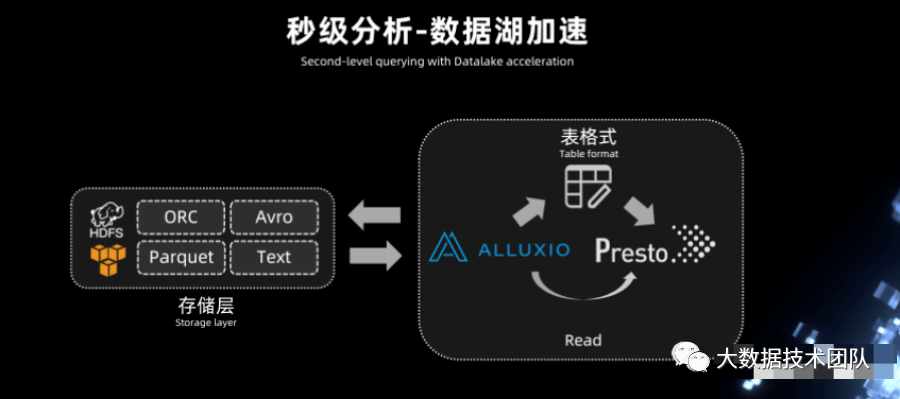 秒级分析-数据湖加速
Second-level querying with Datalake acceleration
表格式
Table format
HDFS
ORC
Avro
Parquet
Text
ALLUXIO
Presto
存储层
Storage layer
Read
大数据技术团队